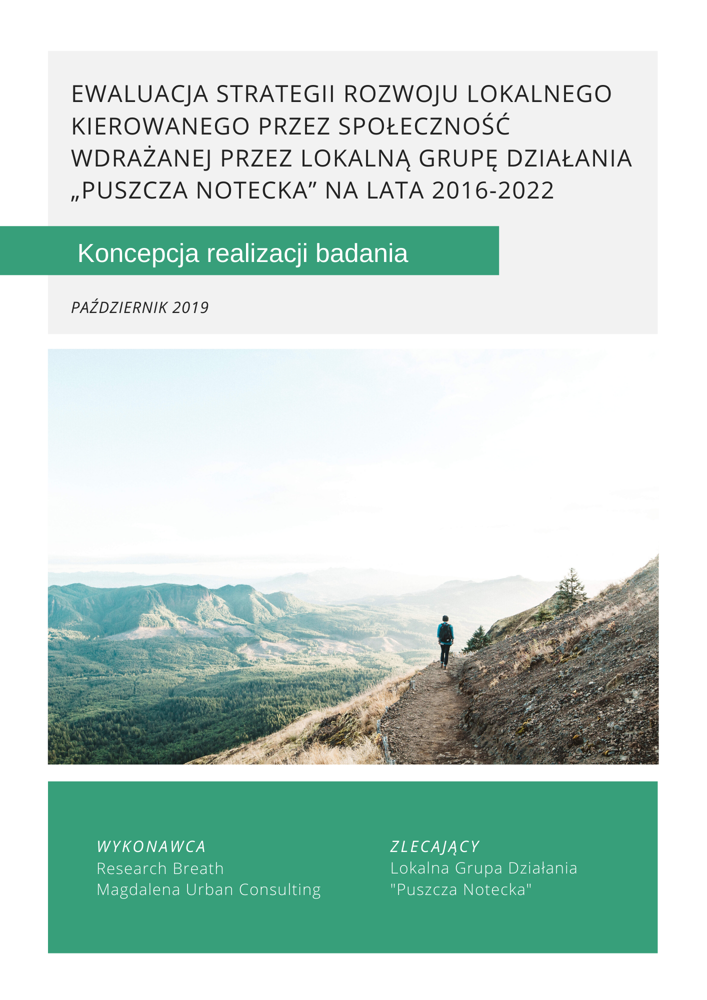 EWALUACJA STRATEGII ROZWOJU LOKALNEGO
KIEROWANEGO PRZEZ SPOŁECZNOŚĆ
WDRAŻANEJ PRZEZ LOKALNĄ GRUPĘ DZIAŁANIA
„PUSZCZA NOTECKA” NA LATA 2016-2022
Koncepcja realizacji badania
PAŹDZIERNIK 2019
WYKONAWCA
Research Breath
Magdalena Urban Consulting
ZLECAJĄCY
Lokalna Grupa Działania
"Puszcza Notecka"